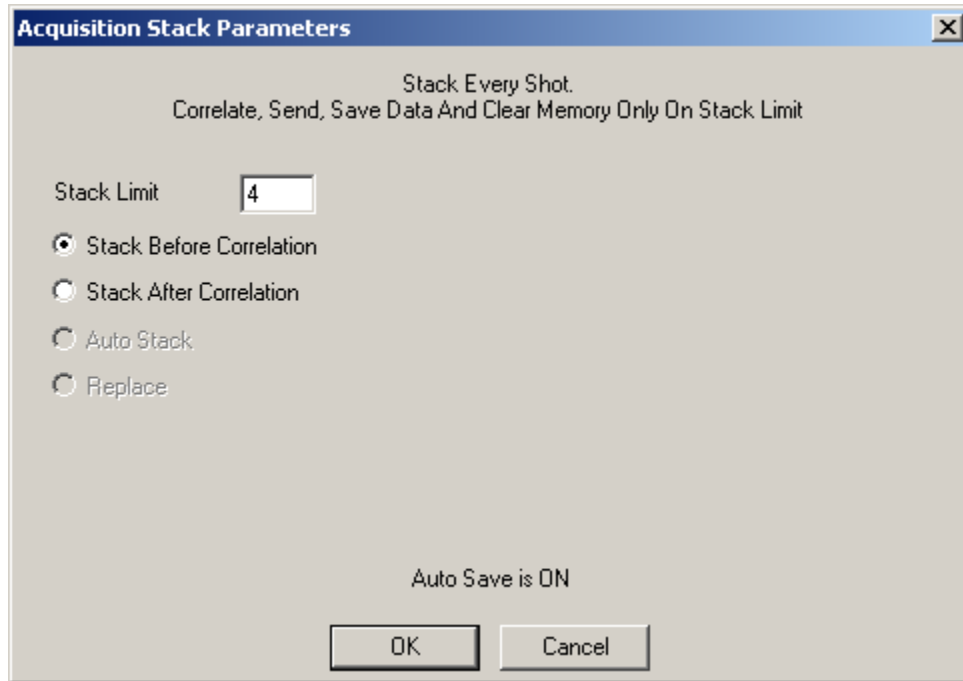 Acquisition Stack Parameters
Stack Every Shot.
Correlate, Send, Save Data And Clear Memory Only On Stack Limit
Stack Limit 4
Stack Before Correlation
Stack After Correlation
Auto Stack
Replace
Auto Save is ON
OK Cancel